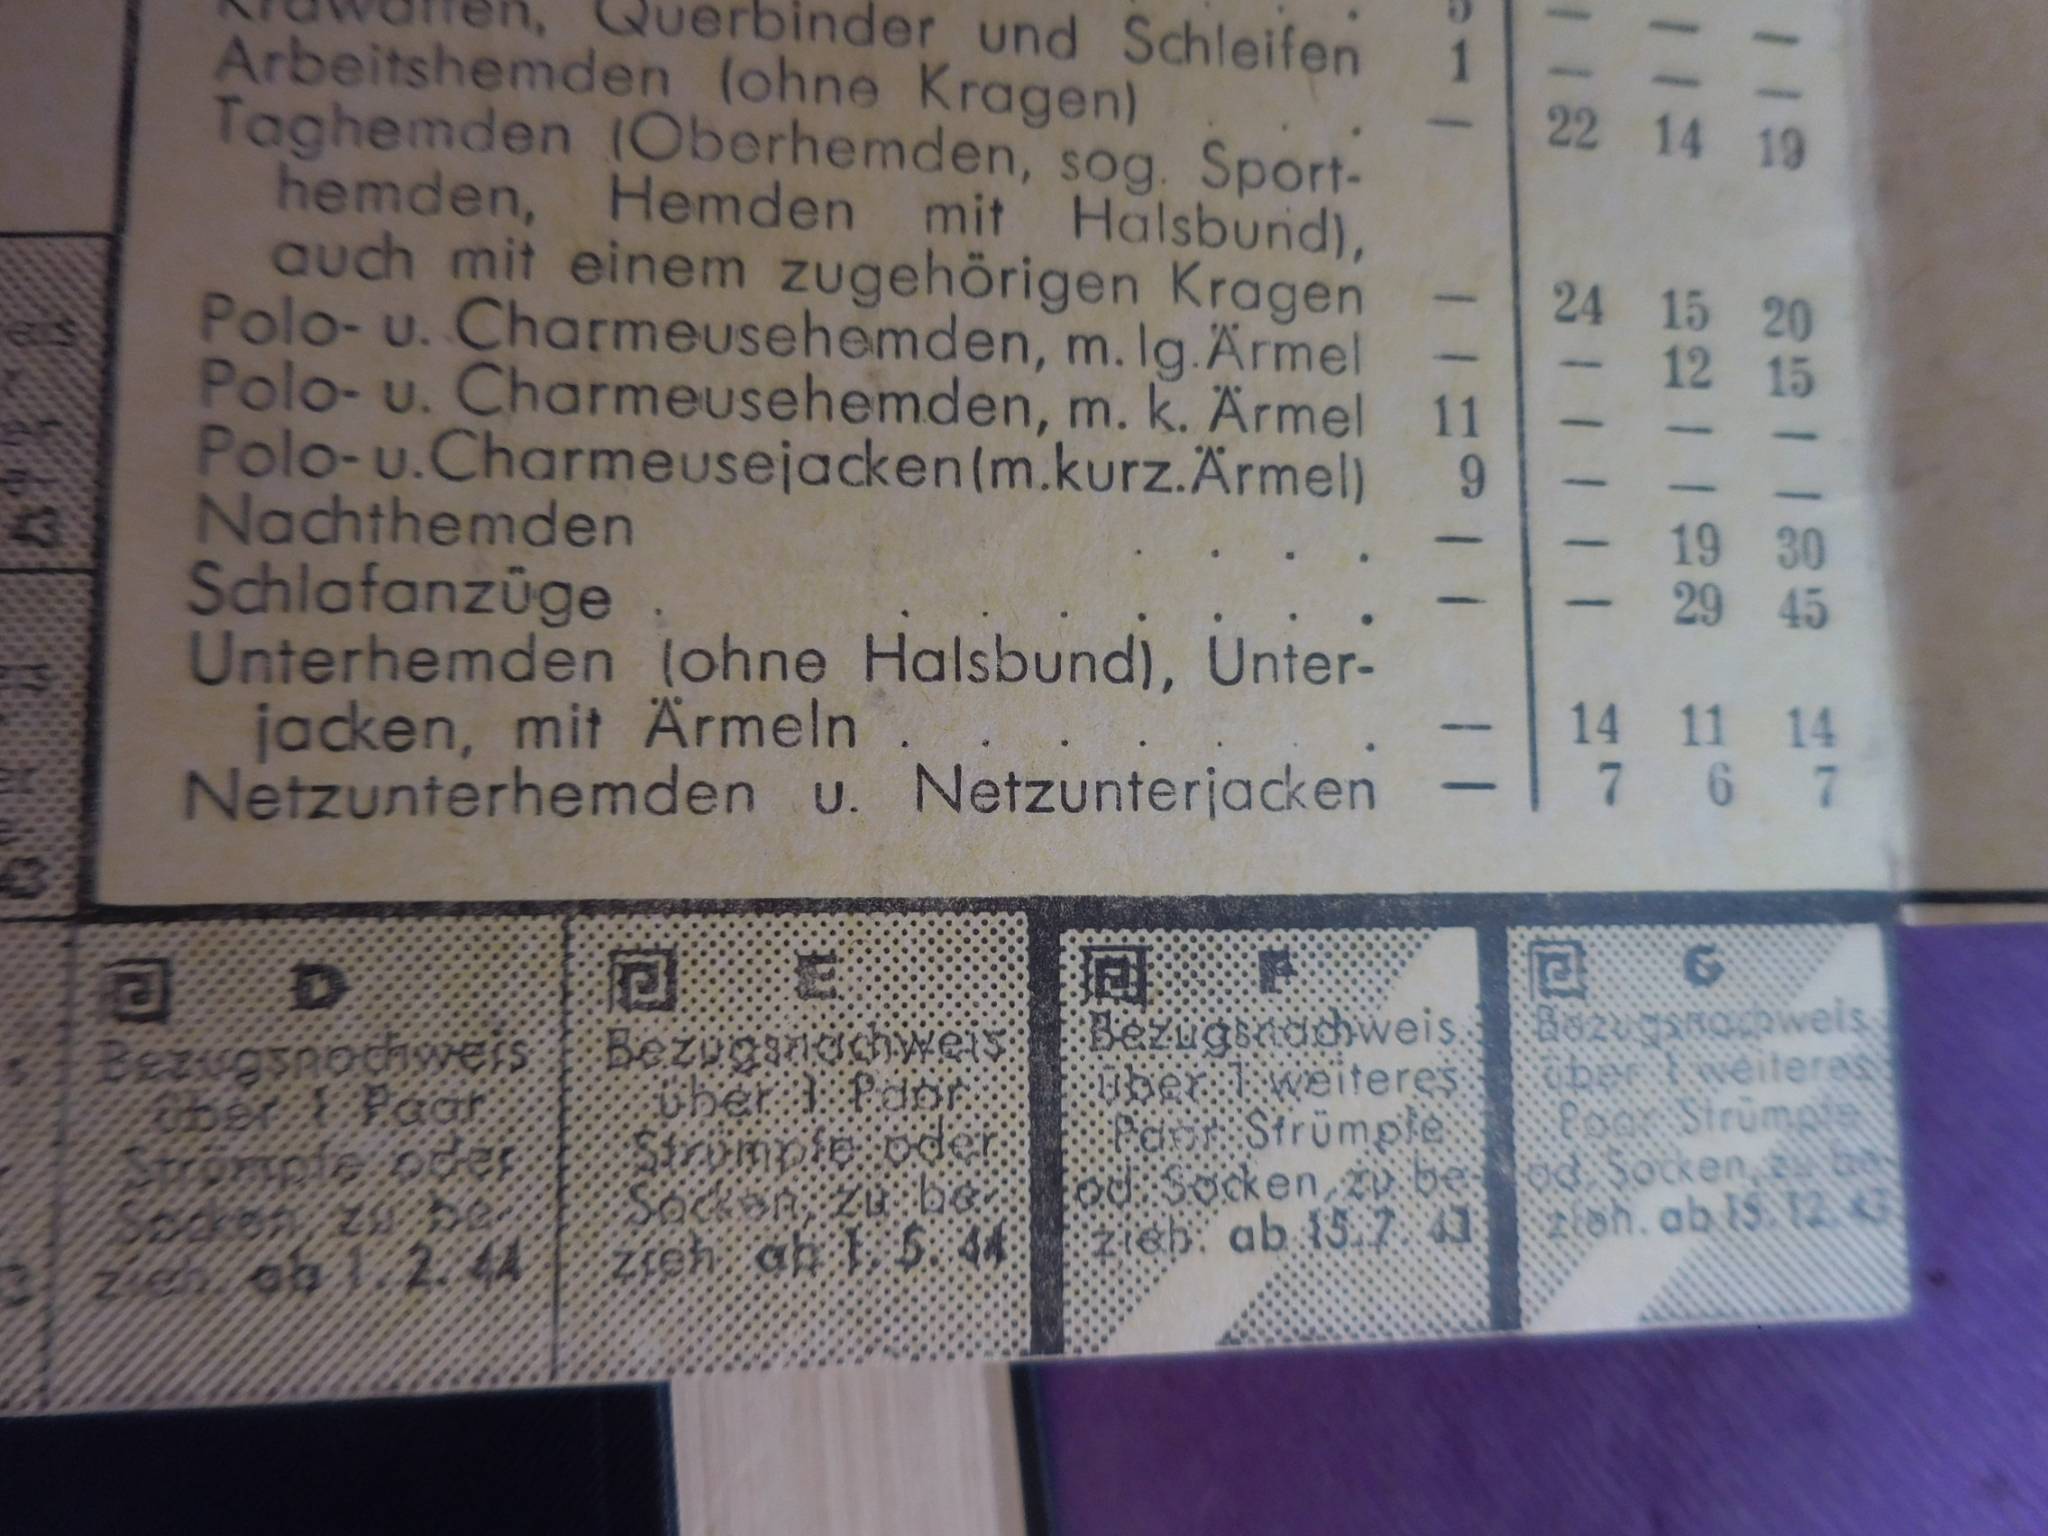 Krawatten, Querbinder und Schleifen 1 — — —
Arbeitshemden (ohne Kragen) . . . — 22 14 19
Taghemden (Oberhemden, sog. Sport-
hemden, Hemden mit Halsbund),
auch mit einem zugehörigen Kragen — 24 15 20
Polo- u. Charmeusehemden, m. lg. Ärmel — — 12 15
Polo- u. Charmeusehemden, m. k. Ärmel 11 — — —
Polo- u. Charmeusejacken (m. kurz. Ärmel) 9 — — —
Nachthemden . . . . — — 19 30
Schlafanzüge . . . . . . . . — — 29 45
Unterhemden (ohne Halsbund), Unter-
jacken, mit Ärmeln . . . . . . . — 14 11 14
Netzunterhemden u. Netzunterjacken — 7 6 7
43
D
Bezugsnachweis
über 1 Paar
Strümpfe oder
Socken, zu be-
zieh. ab 1. 2. 44
E
Bezugsnachweis
über 1 Paar
Strümpfe oder
Socken, zu be-
zieh. ab 1. 5. 44
F
Bezugsnachweis
über 1 weiteres
Paar Strümpfe
od. Socken, zu be-
zieh. ab 15. 7. 43
G
Bezugsnachweis
über 1 weiteres
Paar Strümpfe
od. Socken, zu be-
zieh. ab 15. 12. 43